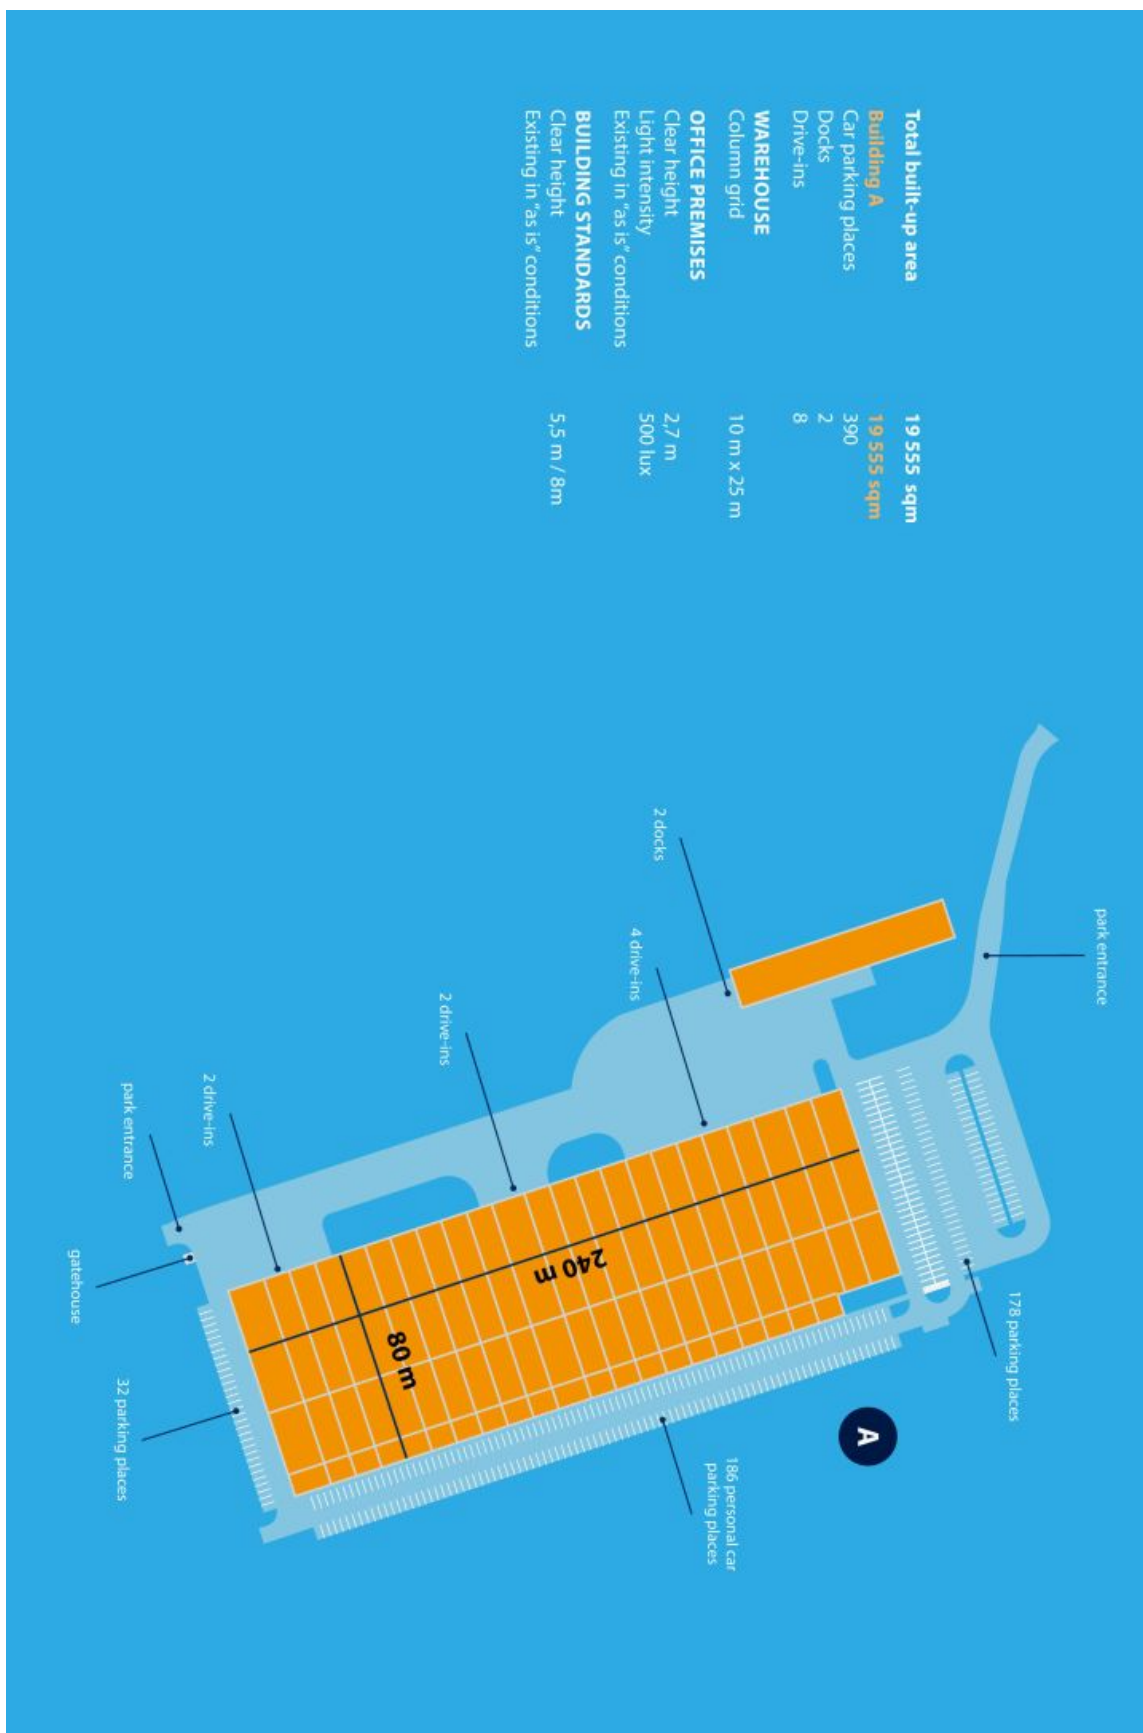 Total built-up area 19 555 sqm
Building A 19 555 sqm
Car parking places 390
Docks 2
Drive-ins 8
WAREHOUSE
Column grid 10 m x 25 m
OFFICE PREMISES
Clear height 2,7 m
Light intensity 500 lux
Existing in "as is" conditions
BUILDING STANDARDS
Clear height 5,5 m / 8m
Existing in "as is" conditions
park entrance
2 docks
4 drive-ins
2 drive-ins
2 drive-ins
park entrance
gatehouse
240 m
80 m
178 parking places
A
32 parking places
186 personal car
parking places